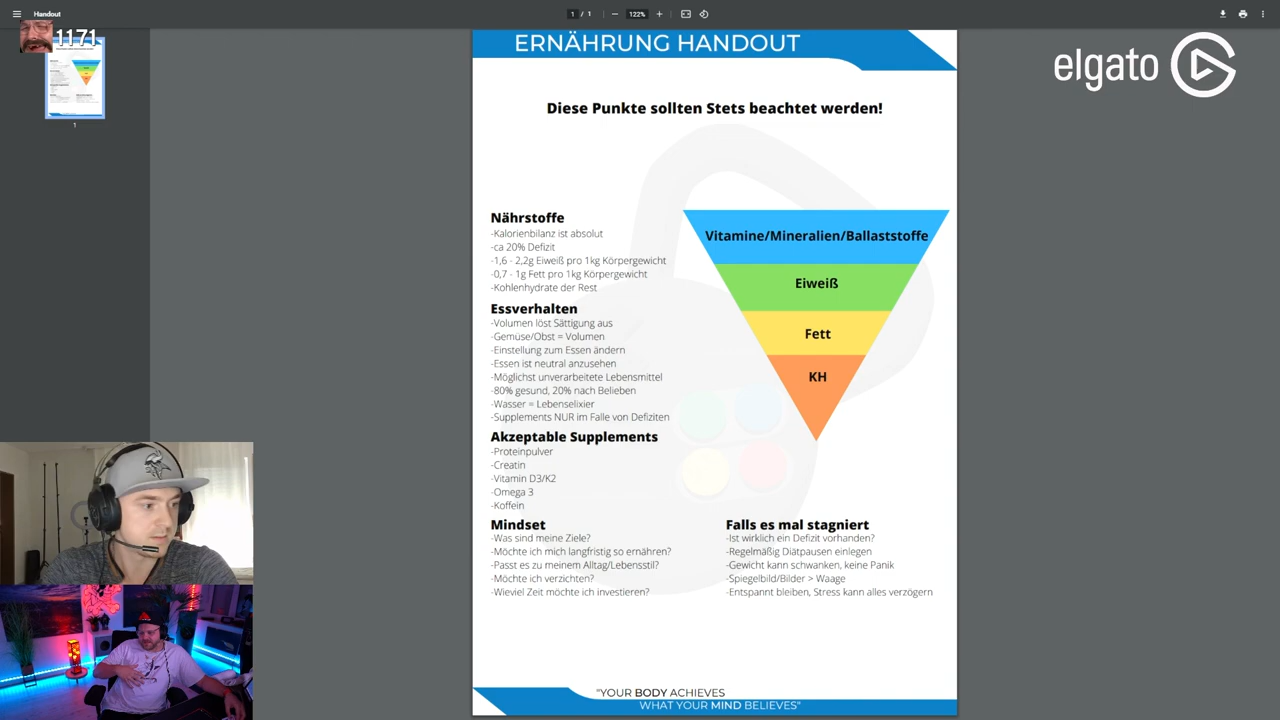 Handout
1 / 1
122%
1171
1
elgato
ERNÄHRUNG HANDOUT
Diese Punkte sollten Stets beachtet werden!
Nährstoffe
-Kalorienbilanz ist absolut
-ca 20% Defizit
-1,6 - 2,2g Eiweiß pro 1kg Körpergewicht
-0,7 - 1g Fett pro 1kg Körpergewicht
-Kohlenhydrate der Rest
Vitamine/Mineralien/Ballaststoffe
Eiweiß
Fett
KH
Essverhalten
-Volumen löst Sättigung aus
-Gemüse/Obst = Volumen
-Einstellung zum Essen ändern
-Essen ist neutral anzusehen
-Möglichst unverarbeitete Lebensmittel
-80% gesund, 20% nach Belieben
-Wasser = Lebenselixier
-Supplements NUR im Falle von Defiziten
Akzeptable Supplements
-Proteinpulver
-Creatin
-Vitamin D3/K2
-Omega 3
-Koffein
Mindset
-Was sind meine Ziele?
-Möchte ich mich langfristig so ernähren?
-Passt es zu meinem Alltag/Lebensstil?
-Möchte ich verzichten?
-Wieviel Zeit möchte ich investieren?
Falls es mal stagniert
-Ist wirklich ein Defizit vorhanden?
-Regelmäßig Diätpausen einlegen
-Gewicht kann schwanken, keine Panik
-Spiegelbild/Bilder > Waage
-Entspannt bleiben, Stress kann alles verzögern
"YOUR BODY ACHIEVES
WHAT YOUR MIND BELIEVES"